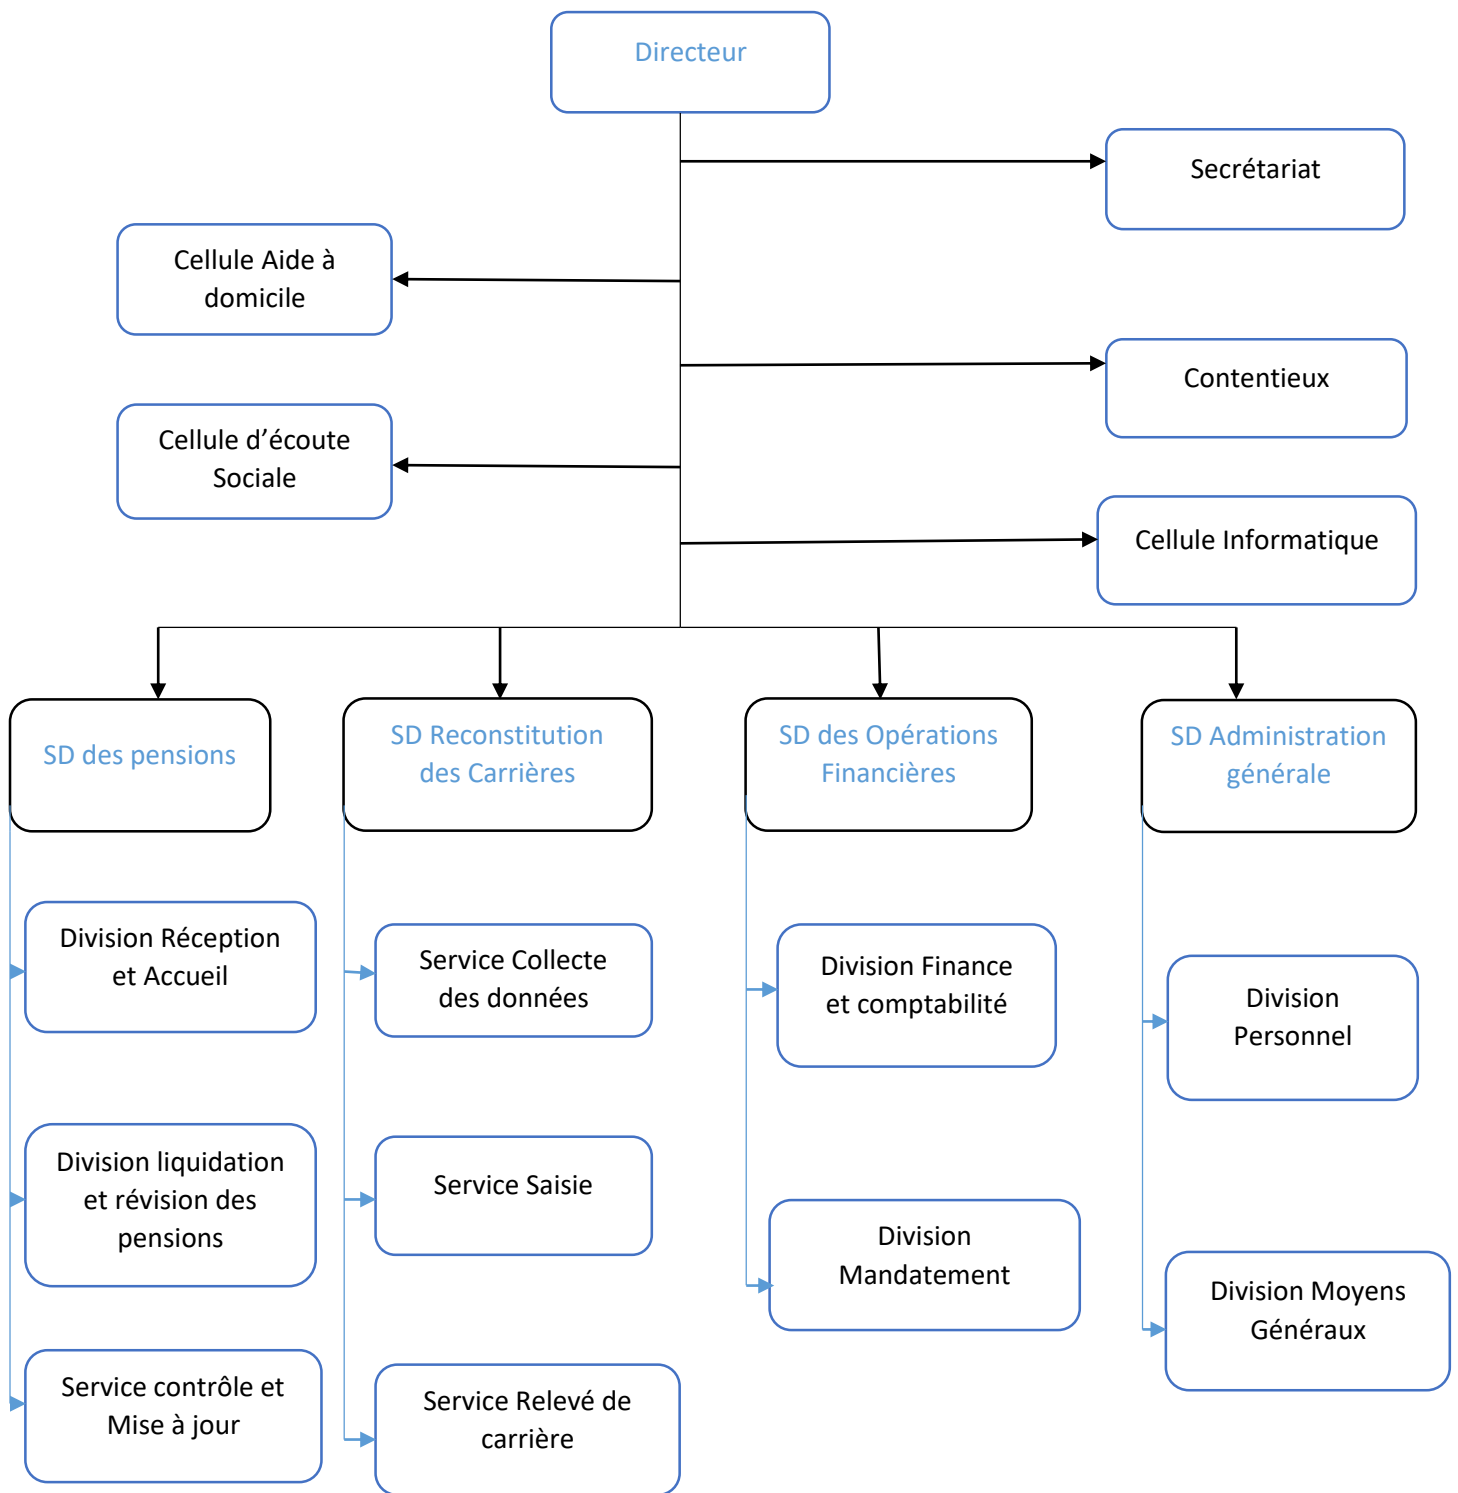 Directeur
Secrétariat
Cellule Aide à
domicile
Contentieux
Cellule d’écoute
Sociale
Cellule Informatique
SD des pensions
SD Reconstitution
des Carrières
SD des Opérations
Financières
SD Administration
générale
Division Réception
et Accueil
Service Collecte
des données
Division Finance
et comptabilité
Division
Personnel
Division liquidation
et révision des
pensions
Service Saisie
Division
Mandatement
Division Moyens
Généraux
Service contrôle et
Mise à jour
Service Relevé de
carrière